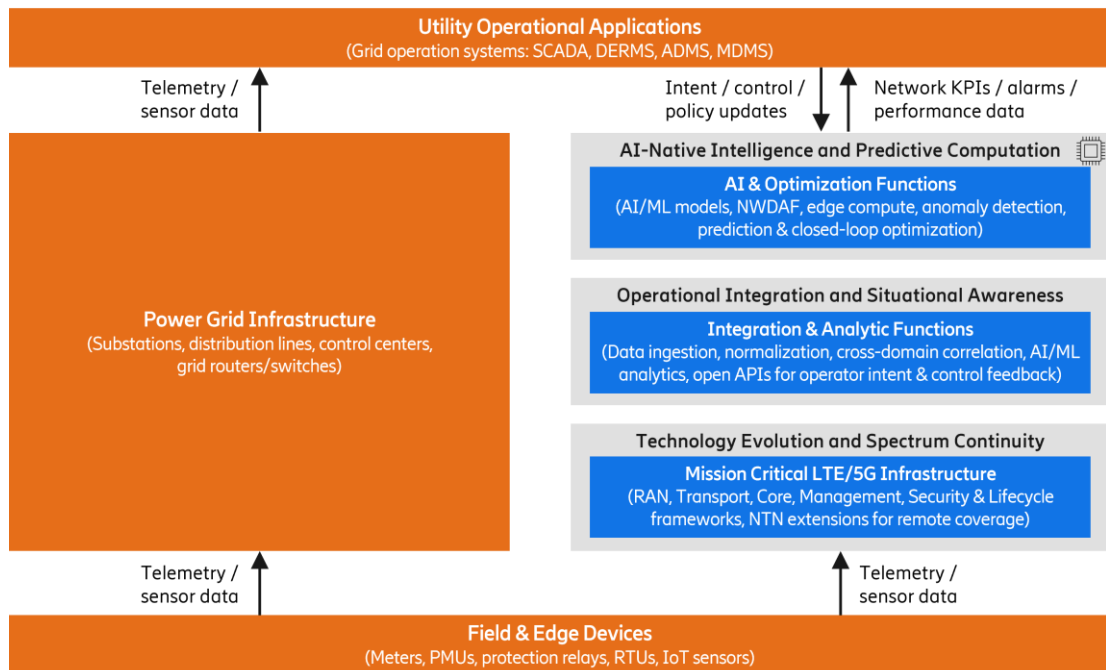 Utility Operational Applications
(Grid operation systems: SCADA, DERMS, ADMS, MDMS)
Telemetry /
sensor data
Intent / control /
policy updates
Network KPIs / alarms /
performance data
Power Grid Infrastructure
(Substations, distribution lines, control centers,
grid routers/switches)
AI-Native Intelligence and Predictive Computation
AI & Optimization Functions
(AI/ML models, NWDAF, edge compute, anomaly detection,
prediction & closed-loop optimization)
Operational Integration and Situational Awareness
Integration & Analytic Functions
(Data ingestion, normalization, cross-domain correlation, AI/ML
analytics, open APIs for operator intent & control feedback)
Technology Evolution and Spectrum Continuity
Mission Critical LTE/5G Infrastructure
(RAN, Transport, Core, Management, Security & Lifecycle
frameworks, NTN extensions for remote coverage)
Telemetry /
sensor data
Telemetry /
sensor data
Field & Edge Devices
(Meters, PMUs, protection relays, RTUs, IoT sensors)